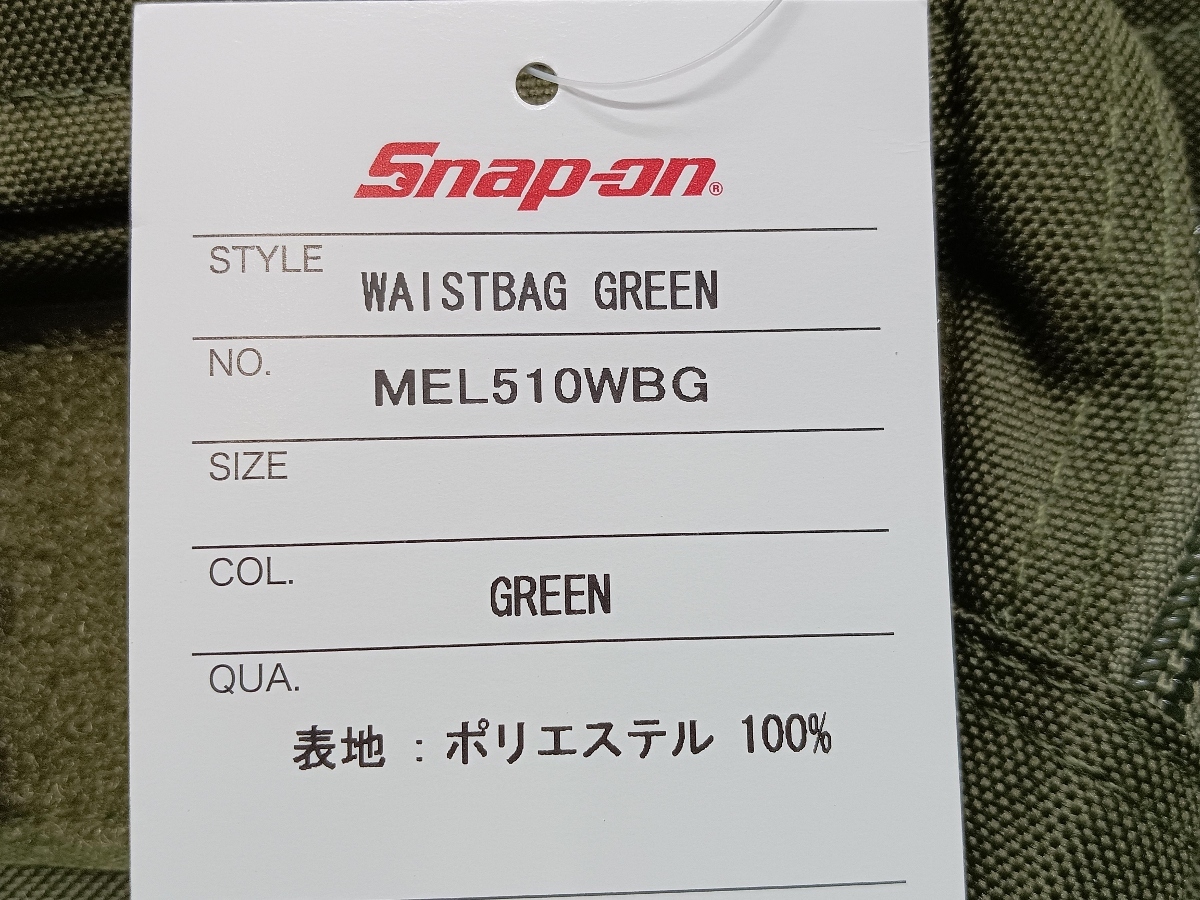 Snap-on®
STYLE
WAISTBAG GREEN
NO.
MEL510WBG
SIZE
COL.
GREEN
QUA.
表地 : ポリエステル 100%